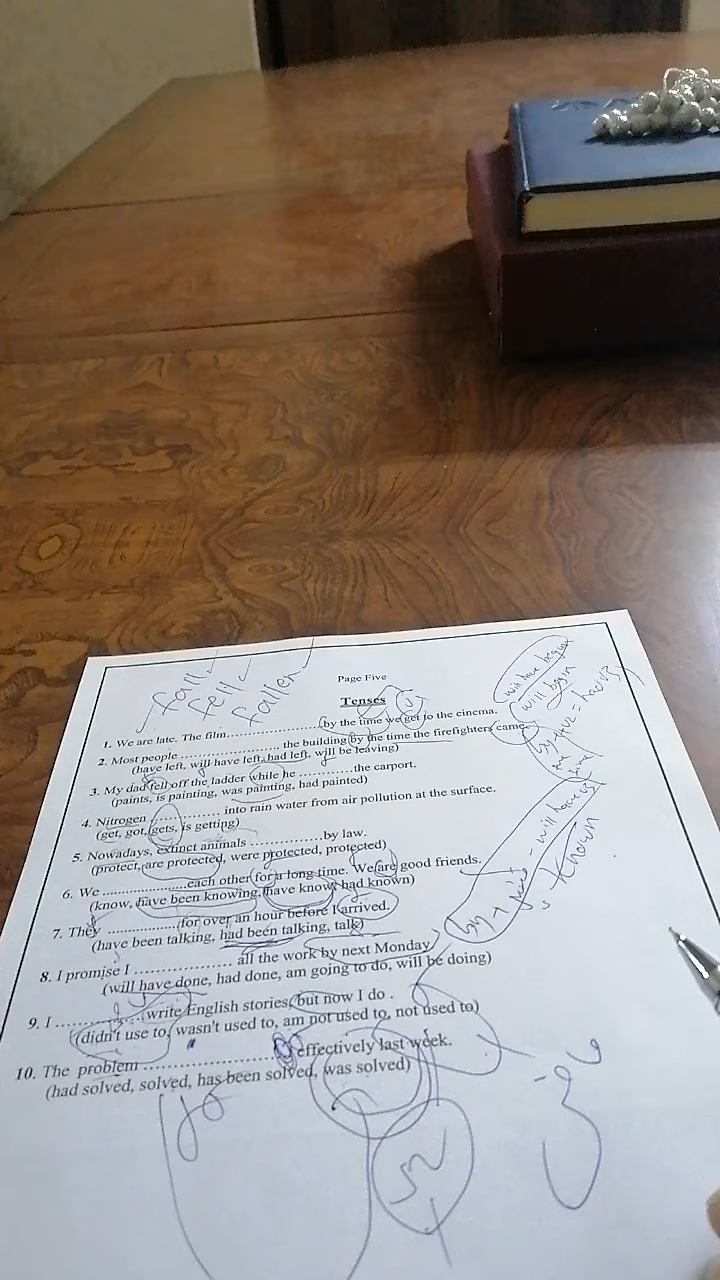 fall
fell
fallen
Page Five
will have begun
will begin
Tenses
1. We are late. The film........................by the time we get to the cinema.
2. Most people ........................ the building by the time the firefighters came.
(have left, will have left, had left, will be leaving)
3. My dad fell off the ladder while he ............the carport.
(paints, is painting, was painting, had painted)
4. Nitrogen ............... into rain water from air pollution at the surface.
(get, got, gets, is getting)
5. Nowadays, extinct animals ................by law.
(protect, are protected, were protected, protected)
6. We ....................each other for a long time. We are good friends.
(know, have been knowing, have know, had known)
known
7. They .................for over an hour before I arrived.
(have been talking, had been talking, talk)
8. I promise I .................. all the work by next Monday
(will have done, had done, am going to do, will be doing)
9. I .................write English stories, but now I do .
(didn't use to, wasn't used to, am not used to, not used to)
10. The problem ........................ effectively last week.
(had solved, solved, has been solved, was solved)